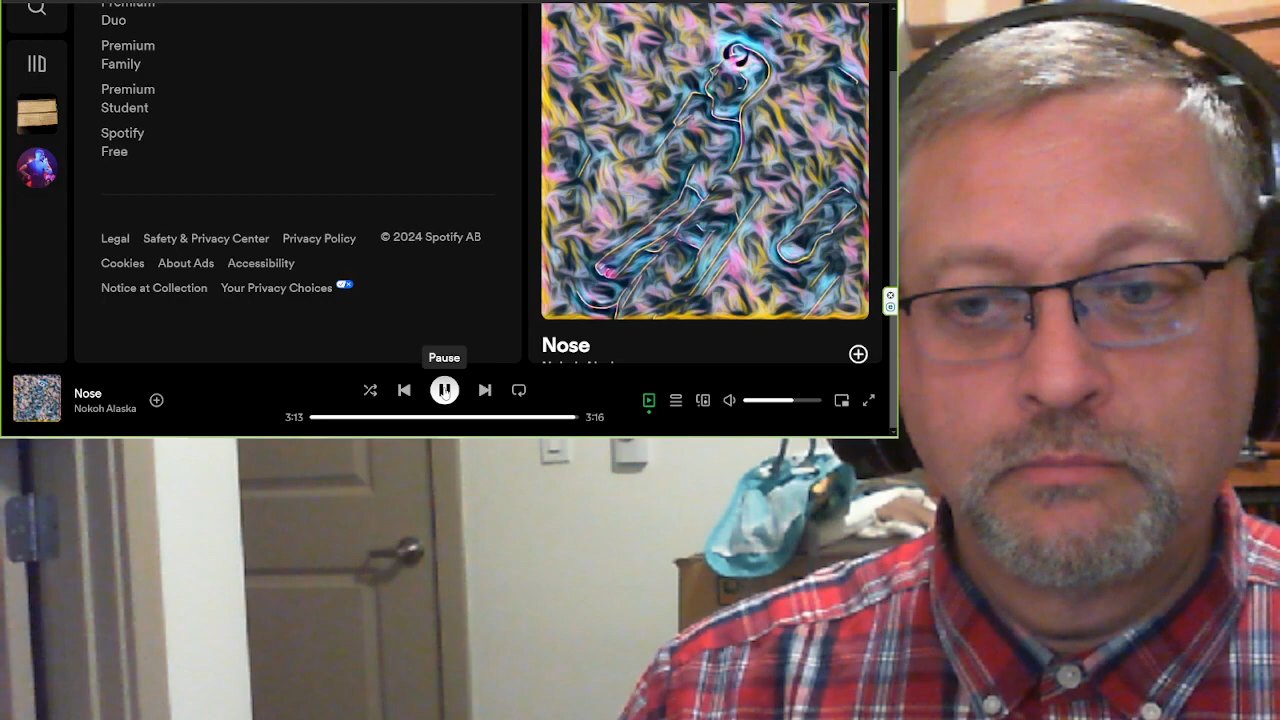 Duo
Premium
Family
Premium
Student
Spotify
Free
Legal Safety & Privacy Center Privacy Policy © 2024 Spotify AB
Cookies About Ads Accessibility
Notice at Collection Your Privacy Choices
Nose
Pause
Nose
Nokoh Alaska
3:13 3:16